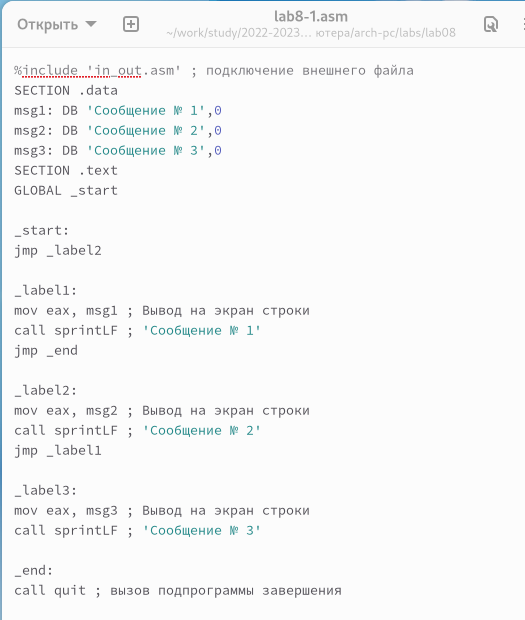 Открыть
lab8-1.asm
~/work/study/2022-2023... ютера/arch-pc/labs/lab08
%include 'in_out.asm' ; подключение внешнего файла
SECTION .data
msg1: DB 'Сообщение № 1',0
msg2: DB 'Сообщение № 2',0
msg3: DB 'Сообщение № 3',0
SECTION .text
GLOBAL _start
_start:
jmp _label2
_label1:
mov eax, msg1 ; Вывод на экран строки
call sprintLF ; 'Сообщение № 1'
jmp _end
_label2:
mov eax, msg2 ; Вывод на экран строки
call sprintLF ; 'Сообщение № 2'
jmp _label1
_label3:
mov eax, msg3 ; Вывод на экран строки
call sprintLF ; 'Сообщение № 3'
_end:
call quit ; вызов подпрограммы завершения